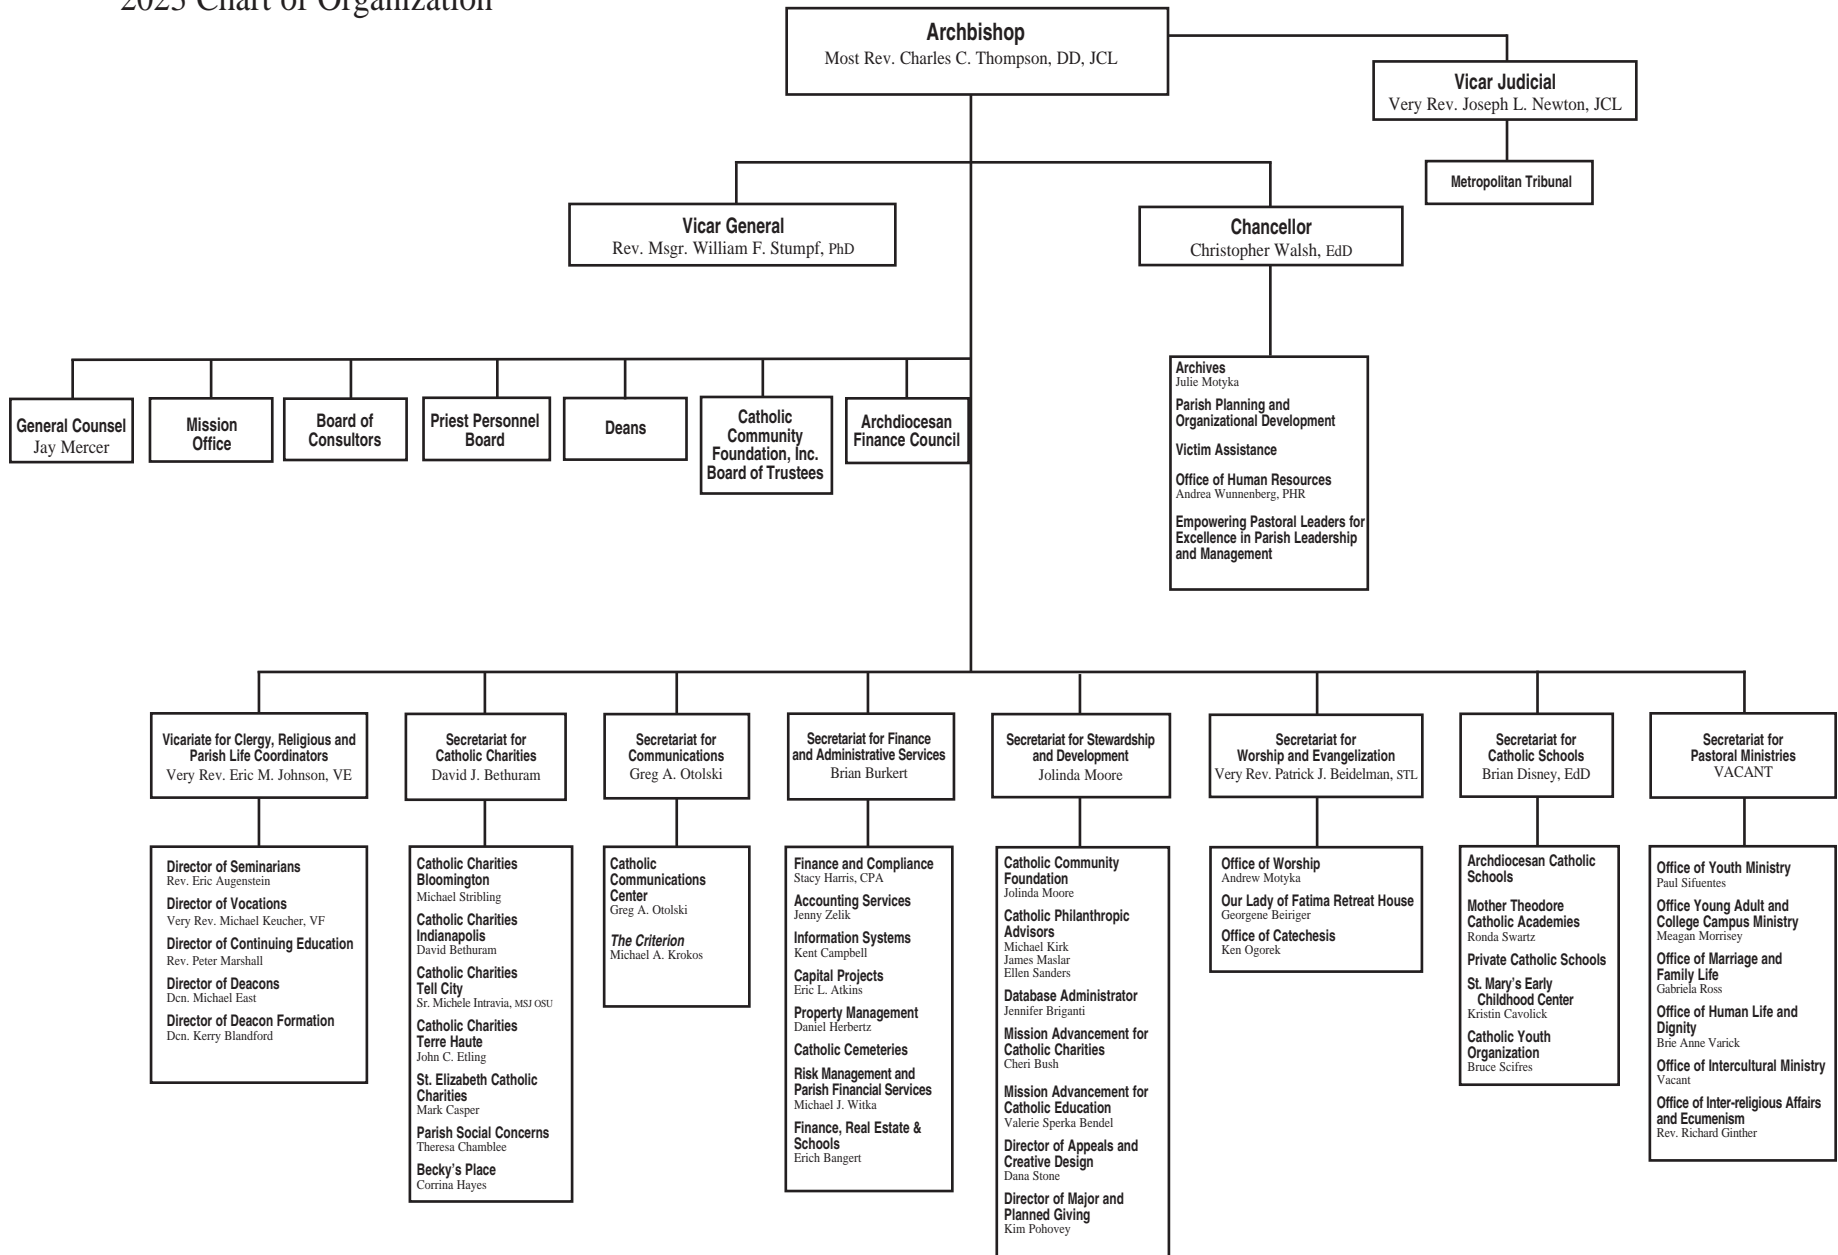 2023 Chart of Organization
Archbishop
Most Rev. Charles C. Thompson, DD, JCL
Vicar Judicial
Very Rev. Joseph L. Newton, JCL
Metropolitan Tribunal
Vicar General
Rev. Msgr. William F. Stumpf, PhD
Chancellor
Christopher Walsh, EdD
Archives
Julie Motyka
Parish Planning and
Organizational Development
Victim Assistance
Office of Human Resources
Andrea Wunnenberg, PHR
Empowering Pastoral Leaders for
Excellence in Parish Leadership
and Management
General Counsel
Jay Mercer
Mission
Office
Board of
Consultors
Priest Personnel
Board
Deans
Catholic
Community
Foundation, Inc.
Board of Trustees
Archdiocesan
Finance Council
Vicariate for Clergy, Religious and
Parish Life Coordinators
Very Rev. Eric M. Johnson, VE
Director of Seminarians
Rev. Eric Augenstein
Director of Vocations
Very Rev. Michael Keucher, VF
Director of Continuing Education
Rev. Peter Marshall
Director of Deacons
Dcn. Michael East
Director of Deacon Formation
Dcn. Kerry Blandford
Secretariat for
Catholic Charities
David J. Bethuram
Catholic Charities
Bloomington
Michael Stribling
Catholic Charities
Indianapolis
David Bethuram
Catholic Charities
Tell City
Sr. Michele Intravia, MSJ OSU
Catholic Charities
Terre Haute
John C. Etling
St. Elizabeth Catholic
Charities
Mark Casper
Parish Social Concerns
Theresa Chamblee
Becky's Place
Corrina Hayes
Secretariat for
Communications
Greg A. Otolski
Catholic
Communications
Center
Greg A. Otolski
The Criterion
Michael A. Krokos
Secretariat for Finance
and Administrative Services
Brian Burkert
Finance and Compliance
Stacy Harris, CPA
Accounting Services
Jenny Zelik
Information Systems
Kent Campbell
Capital Projects
Eric L. Atkins
Property Management
Daniel Herbertz
Catholic Cemeteries
Risk Management and
Parish Financial Services
Michael J. Witka
Finance, Real Estate &
Schools
Erich Bangert
Secretariat for Stewardship
and Development
Jolinda Moore
Catholic Community
Foundation
Jolinda Moore
Catholic Philanthropic
Advisors
Michael Kirk
James Maslar
Ellen Sanders
Database Administrator
Jennifer Briganti
Mission Advancement for
Catholic Charities
Cheri Bush
Mission Advancement for
Catholic Education
Valerie Sperka Bendel
Director of Appeals and
Creative Design
Dana Stone
Director of Major and
Planned Giving
Kim Pohovey
Secretariat for
Worship and Evangelization
Very Rev. Patrick J. Beidelman, STL
Office of Worship
Andrew Motyka
Our Lady of Fatima Retreat House
Georgene Beiriger
Office of Catechesis
Ken Ogorek
Secretariat for
Catholic Schools
Brian Disney, EdD
Archdiocesan Catholic
Schools
Mother Theodore
Catholic Academies
Ronda Swartz
Private Catholic Schools
St. Mary's Early
Childhood Center
Kristin Cavolick
Catholic Youth
Organization
Bruce Scifres
Secretariat for
Pastoral Ministries
VACANT
Office of Youth Ministry
Paul Sifuentes
Office Young Adult and
College Campus Ministry
Meagan Morrisey
Office of Marriage and
Family Life
Gabriela Ross
Office of Human Life and
Dignity
Brie Anne Varick
Office of Intercultural Ministry
Vacant
Office of Inter-religious Affairs
and Ecumenism
Rev. Richard Ginther